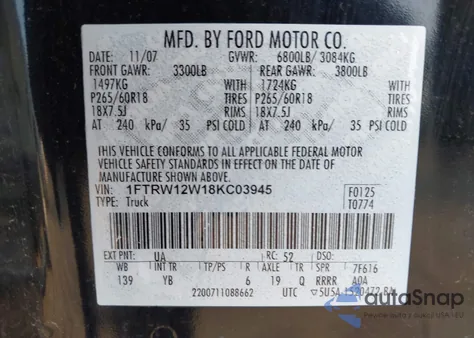 MFD. BY FORD MOTOR CO.
DATE: 11/07 GVWR: 6800LB/ 3084KG
FRONT GAWR: 3300LB REAR GAWR: 3800LB
1497KG WITH 1724KG WITH
P265/60R18 TIRES P265/60R18 TIRES
18X7.5J RIMS 18X7.5J RIMS
AT 240 kPa/ 35 PSI COLD AT 240 kPa/ 35 PSI COLD
THIS VEHICLE CONFORMS TO ALL APPLICABLE FEDERAL MOTOR
VEHICLE SAFETY STANDARDS IN EFFECT ON THE DATE OF
MANUFACTURE SHOWN ABOVE.
VIN: 1FTRW12W18KC03945 F0125
TYPE: Truck T0774
EXT PNT: UA RC: 52 DSO:
WB INT TR TP/PS R AXLE TR SPR 7F616
139 YB 6 19 Q RRRR A0A
2200711088662 UTC
autoSnap